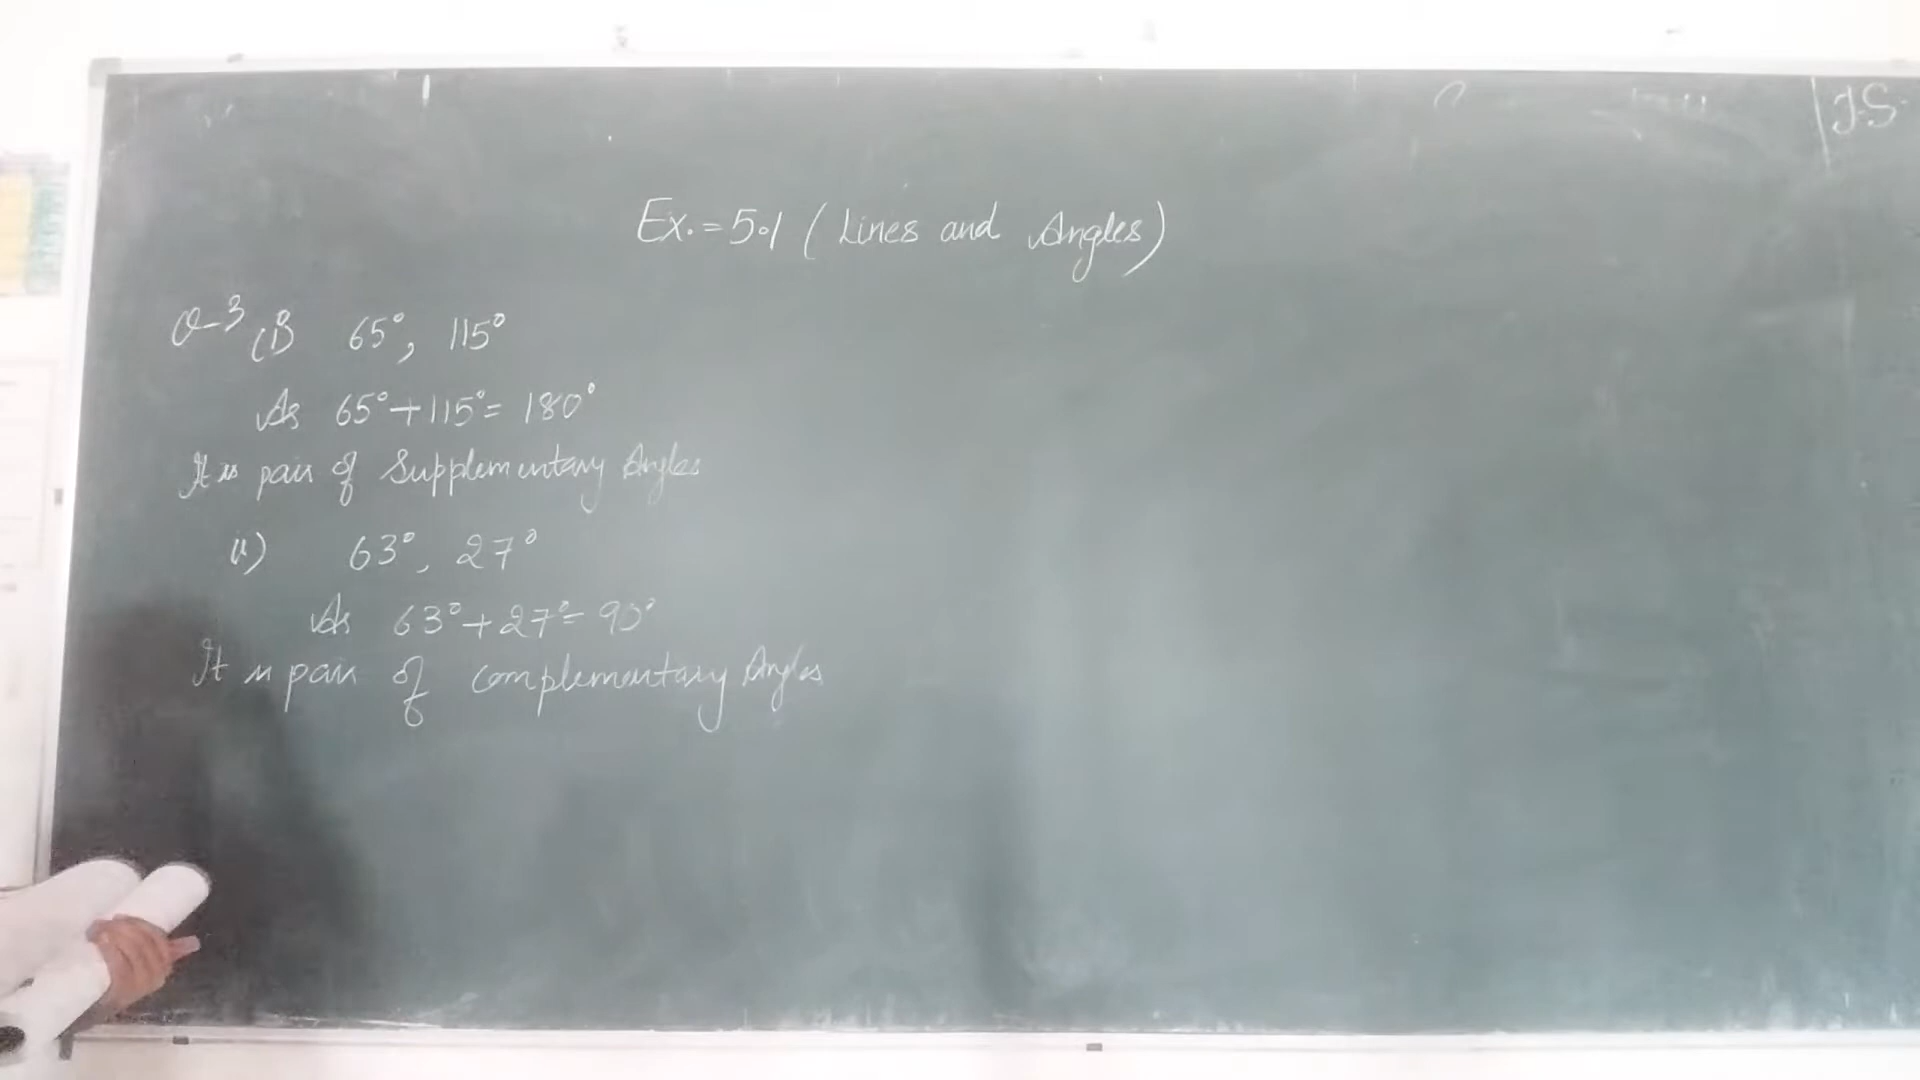 J.S.
Ex. = 5.1 (Lines and Angles)
Q-3 (i) 65°, 115°
As 65° + 115° = 180°
It is pair of Supplementary Angles
ii) 63°, 27°
As 63° + 27° = 90°
It is pair of Complementary Angles